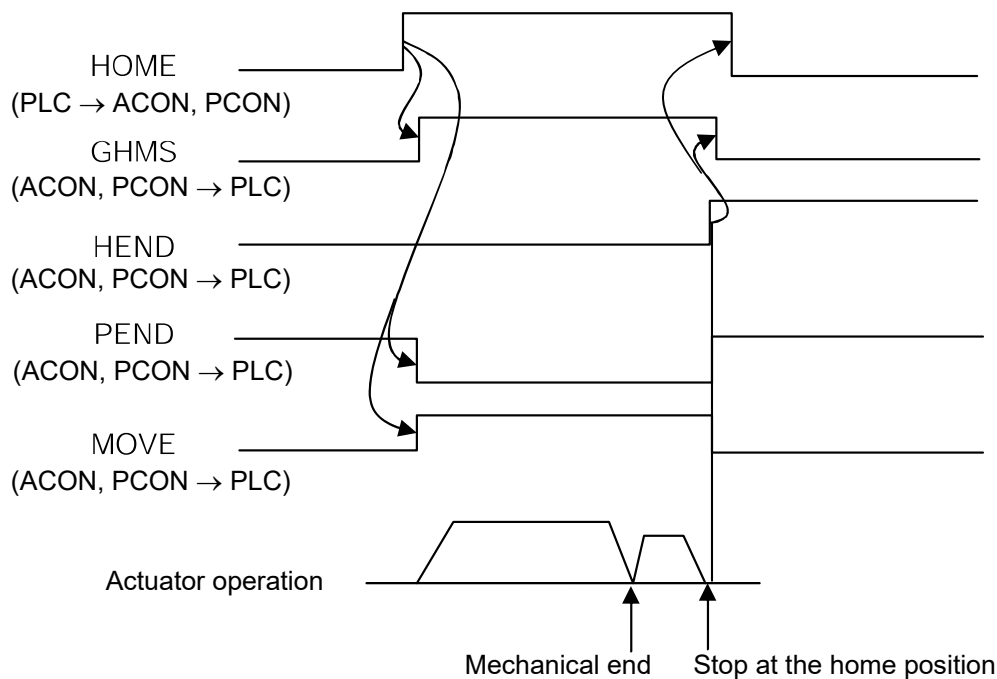 HOME
(PLC → ACON, PCON)
GHMS
(ACON, PCON → PLC)
HEND
(ACON, PCON → PLC)
PEND
(ACON, PCON → PLC)
MOVE
(ACON, PCON → PLC)
Actuator operation
Mechanical end
Stop at the home position